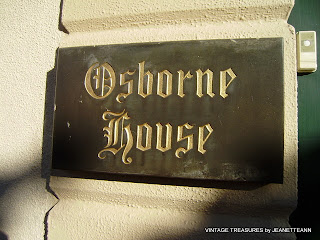 Osborne
House
VINTAGE TREASURES by JEANETTEANN